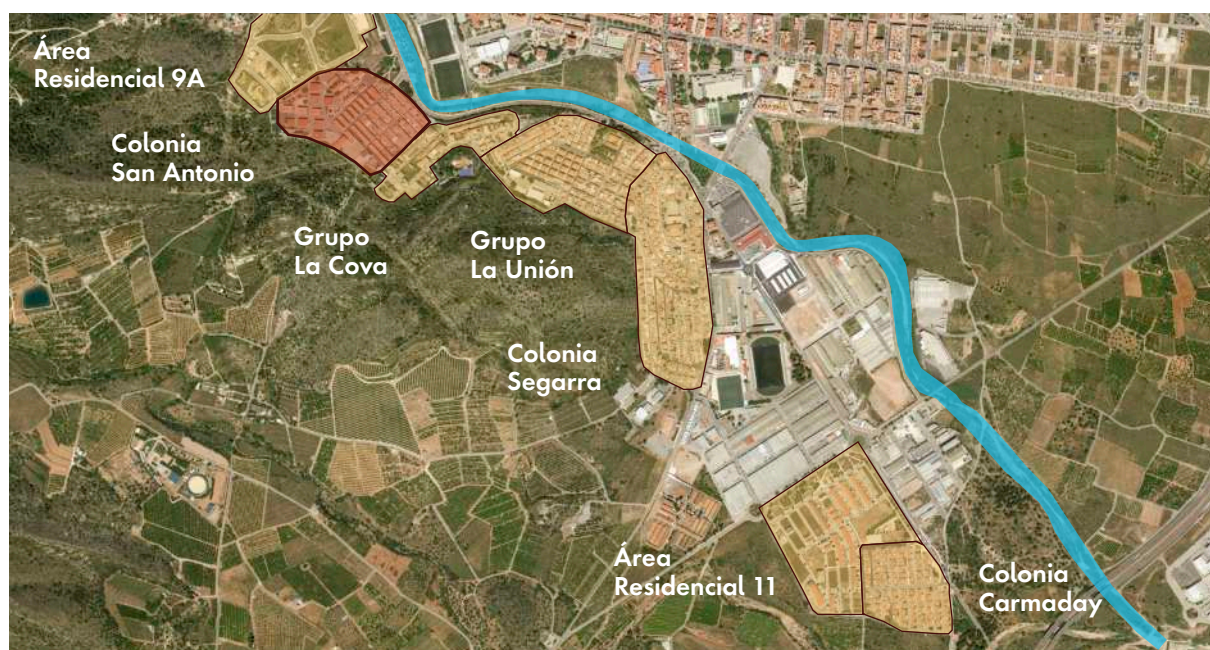 Área
Residencial 9A
Colonia
San Antonio
Grupo
La Cova
Grupo
La Unión
Colonia
Segarra
Área
Residencial 11
Colonia
Carmaday